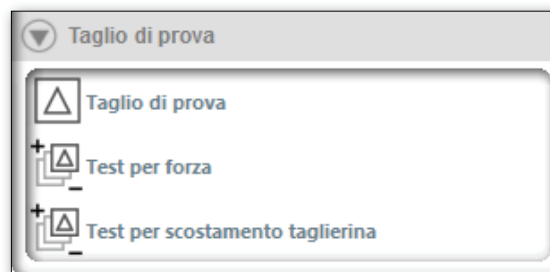 Taglio di prova
Taglio di prova
Test per forza
Test per scostamento taglierina